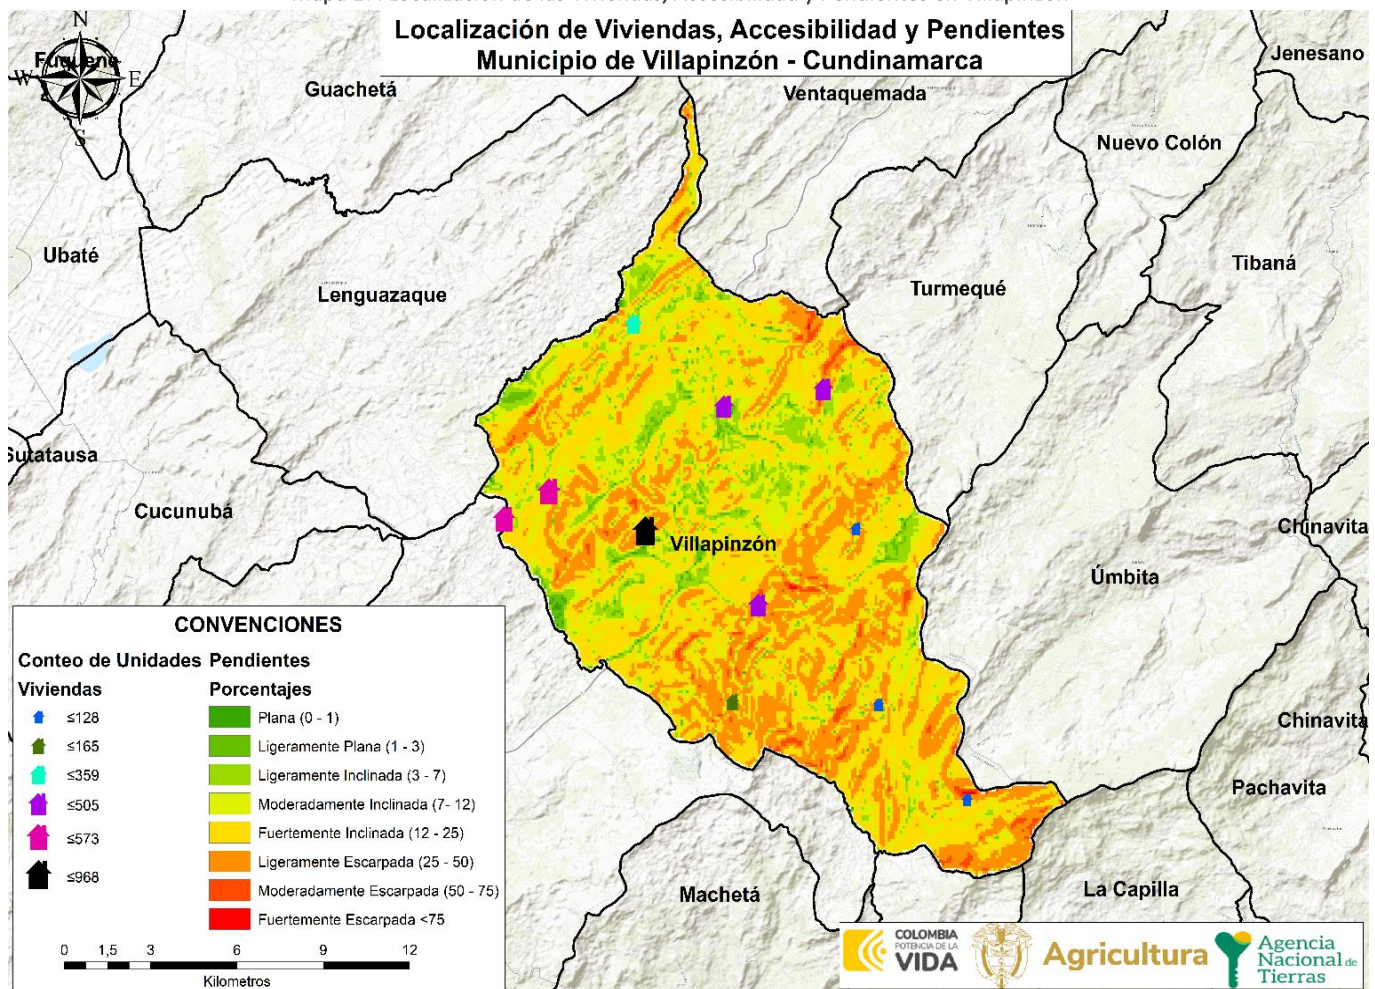 Localización de Viviendas, Accesibilidad y Pendientes
Municipio de Villapinzón - Cundinamarca
N
W
E
S
Fúquene
Guachetá
Ventaquemada
Jenesano
Nuevo Colón
Ubaté
Lenguazaque
Turmequé
Tibaná
Sutatausa
Cucunubá
Villapinzón
Chinavita
Úmbita
Chinavita
Pachavita
Machetá
La Capilla
CONVENCIONES
Conteo de Unidades
Viviendas
≤128
≤165
≤359
≤505
≤573
≤968
Pendientes
Porcentajes
Plana (0 - 1)
Ligeramente Plana (1 - 3)
Ligeramente Inclinada (3 - 7)
Moderadamente Inclinada (7- 12)
Fuertemente Inclinada (12 - 25)
Ligeramente Escarpada (25 - 50)
Moderadamente Escarpada (50 - 75)
Fuertemente Escarpada <75
0 1,5 3 6 9 12
Kilometros
COLOMBIA
POTENCIA DE LA
VIDA
Agricultura
Agencia
Nacional de
Tierras